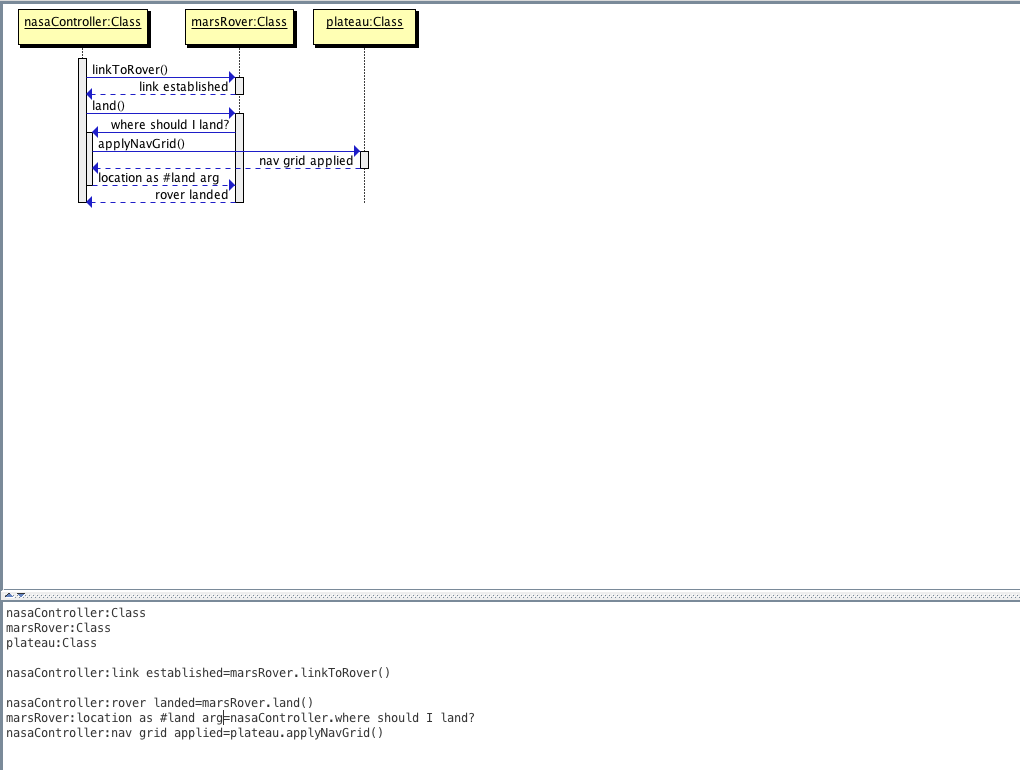 nasaController:Class marsRover:Class plateau:Class
linkToRover()
link established
land()
where should I land?
applyNavGrid()
nav grid applied
location as #land arg
rover landed
nasaController:Class
marsRover:Class
plateau:Class
nasaController:link established=marsRover.linkToRover()
nasaController:rover landed=marsRover.land()
marsRover:location as #land arg=nasaController.where should I land?
nasaController:nav grid applied=plateau.applyNavGrid()